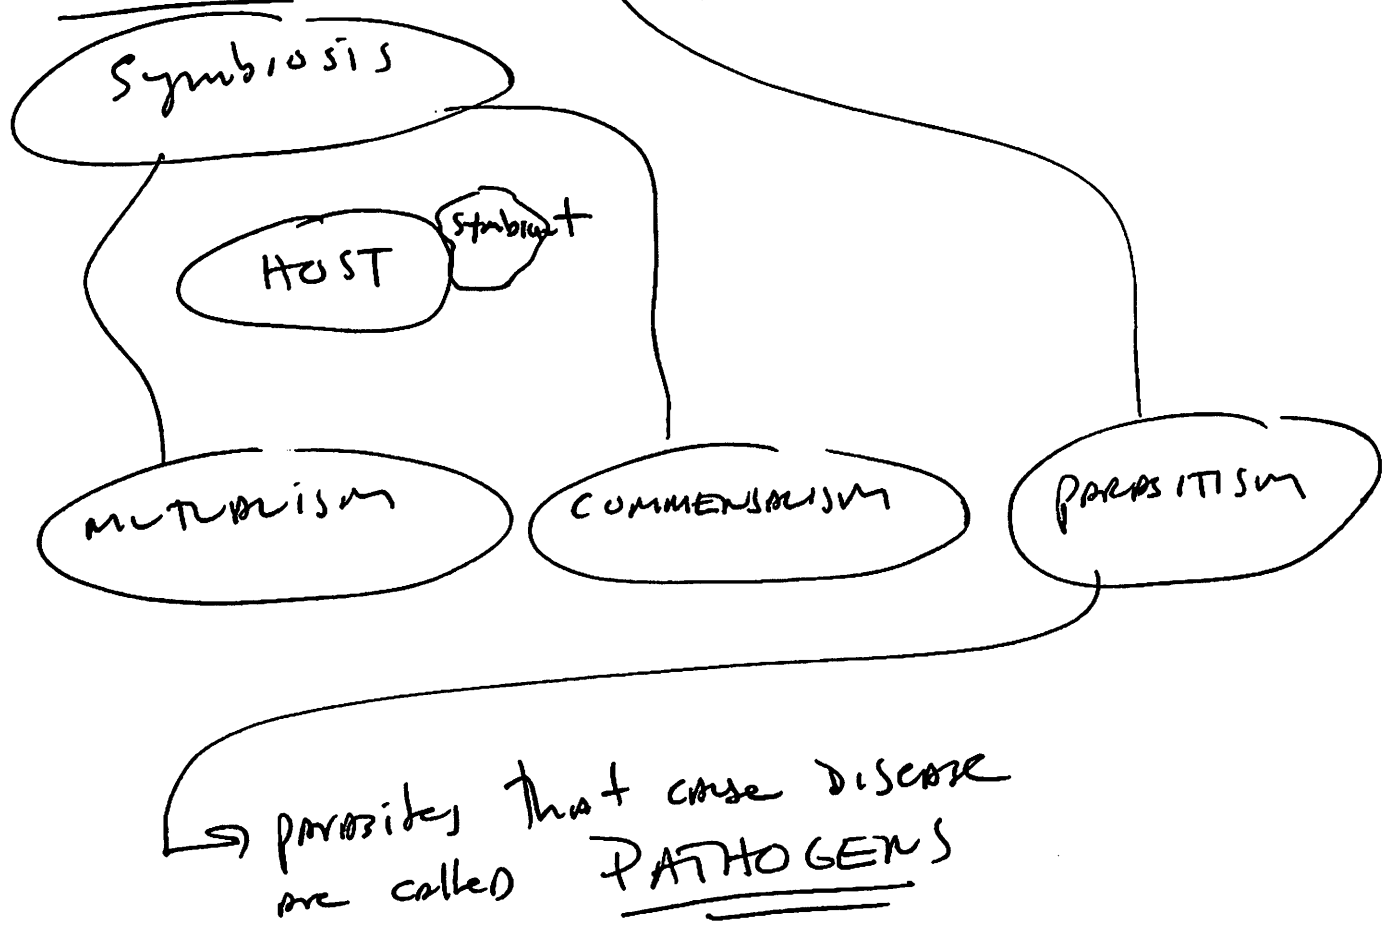 Symbiosis
HOST
Symbiont
MUTUALISM
COMMENSALISM
PARASITISM
parasites that cause DISEASE
are called PATHOGENS